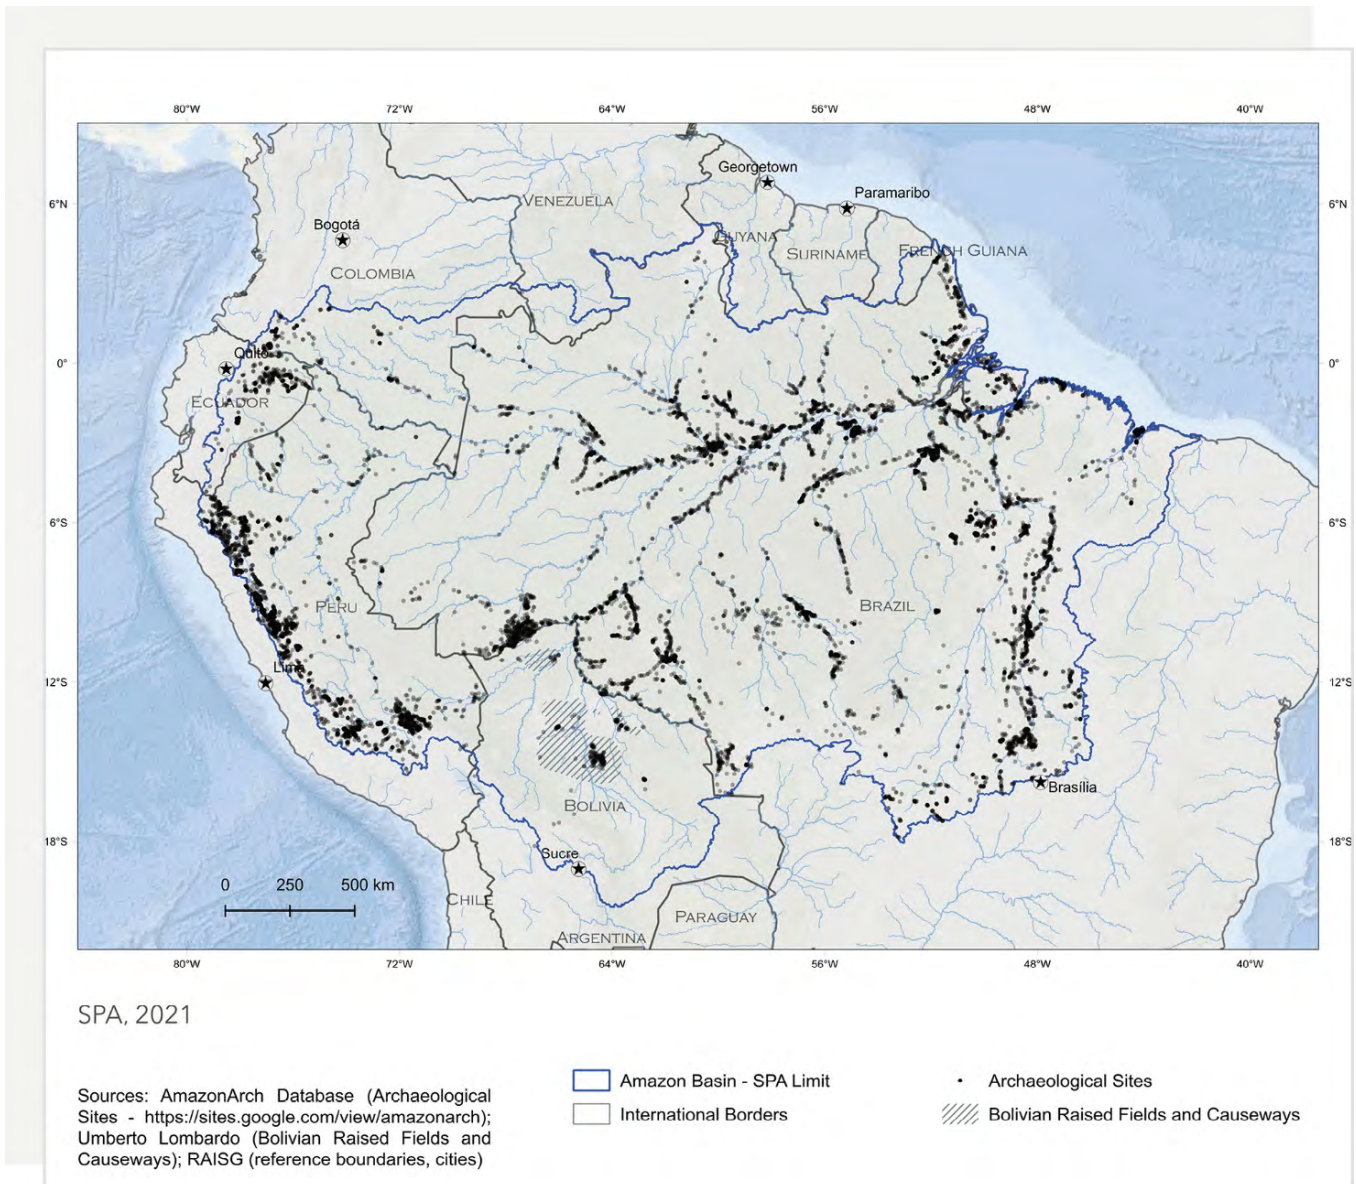 80°W 72°W 64°W 56°W 48°W 40°W
Georgetown
Paramaribo
6°N VENEZUELA 6°N
Bogotá
GUYANA
SURINAME FRENCH GUIANA
COLOMBIA
Quito
0° 0°
ECUADOR
6°S 6°S
PERU BRAZIL
Lima
12°S 12°S
Brasília
BOLIVIA
18°S 18°S
Sucre
0 250 500 km
CHILE
PARAGUAY
ARGENTINA
80°W 72°W 64°W 56°W 48°W 40°W
SPA, 2021
Sources: AmazonArch Database (Archaeological
Sites - https://sites.google.com/view/amazonarch);
Umberto Lombardo (Bolivian Raised Fields and
Causeways); RAISG (reference boundaries, cities)
Amazon Basin - SPA Limit
International Borders
Archaeological Sites
Bolivian Raised Fields and Causeways